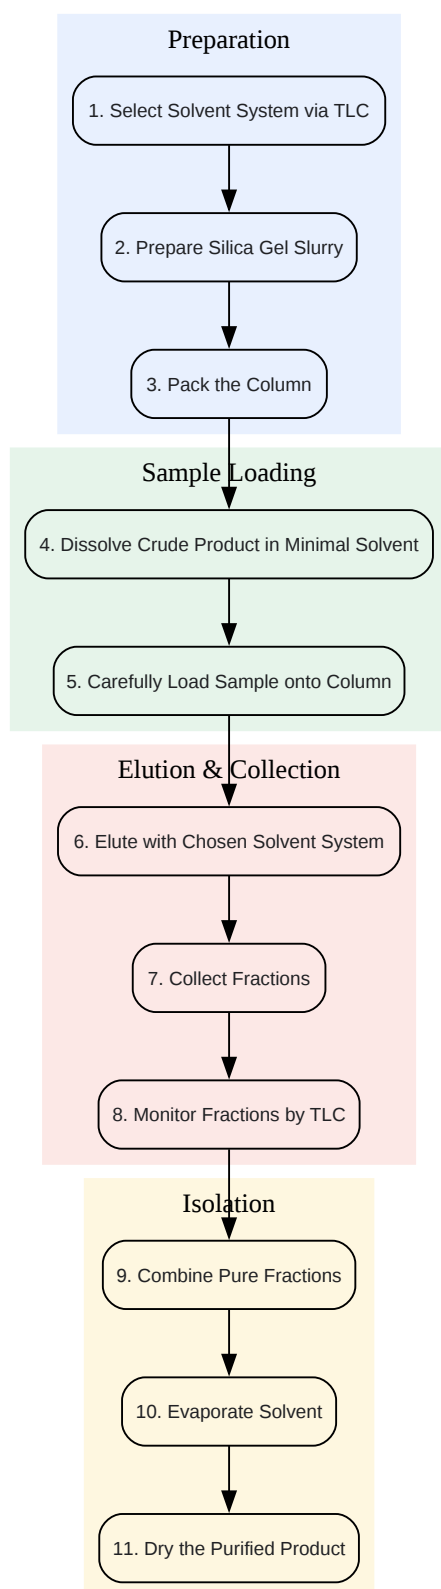 Preparation
1. Select Solvent System via TLC
2. Prepare Silica Gel Slurry
3. Pack the Column
Sample Loading
4. Dissolve Crude Product in Minimal Solvent
5. Carefully Load Sample onto Column
Elution & Collection
6. Elute with Chosen Solvent System
7. Collect Fractions
8. Monitor Fractions by TLC
Isolation
9. Combine Pure Fractions
10. Evaporate Solvent
11. Dry the Purified Product